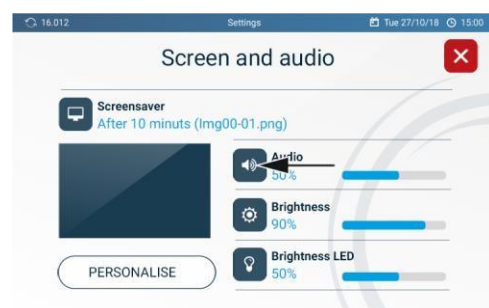 16.012 Settings Tue 27/10/18 15:00
Screen and audio
Screensaver
After 10 minuts (Img00-01.png)
Audio
50%
Brightness
90%
Brightness LED
50%
PERSONALISE